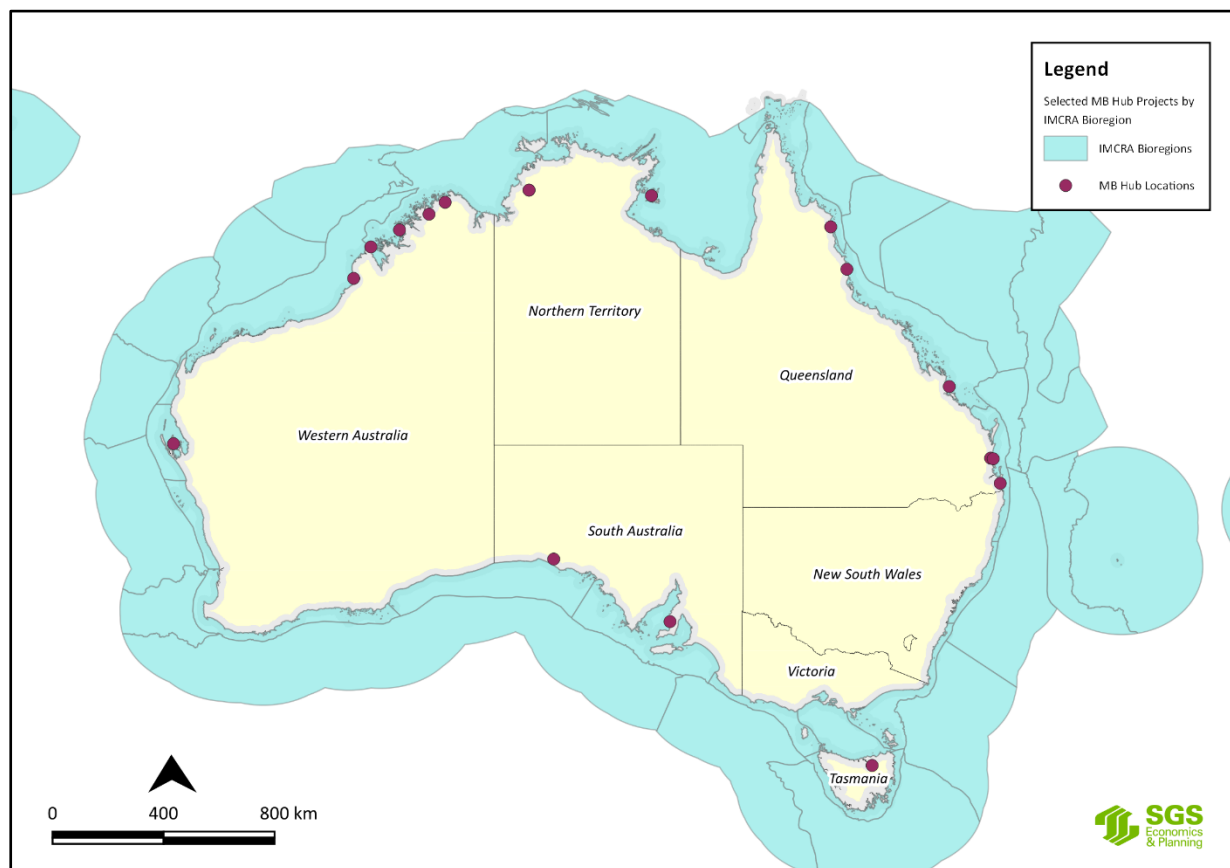 Legend
Selected MB Hub Projects by
IMCRA Bioregion
IMCRA Bioregions
MB Hub Locations
Northern Territory
Queensland
Western Australia
South Australia
New South Wales
Victoria
Tasmania
0 400 800 km
SGS
Economics
& Planning